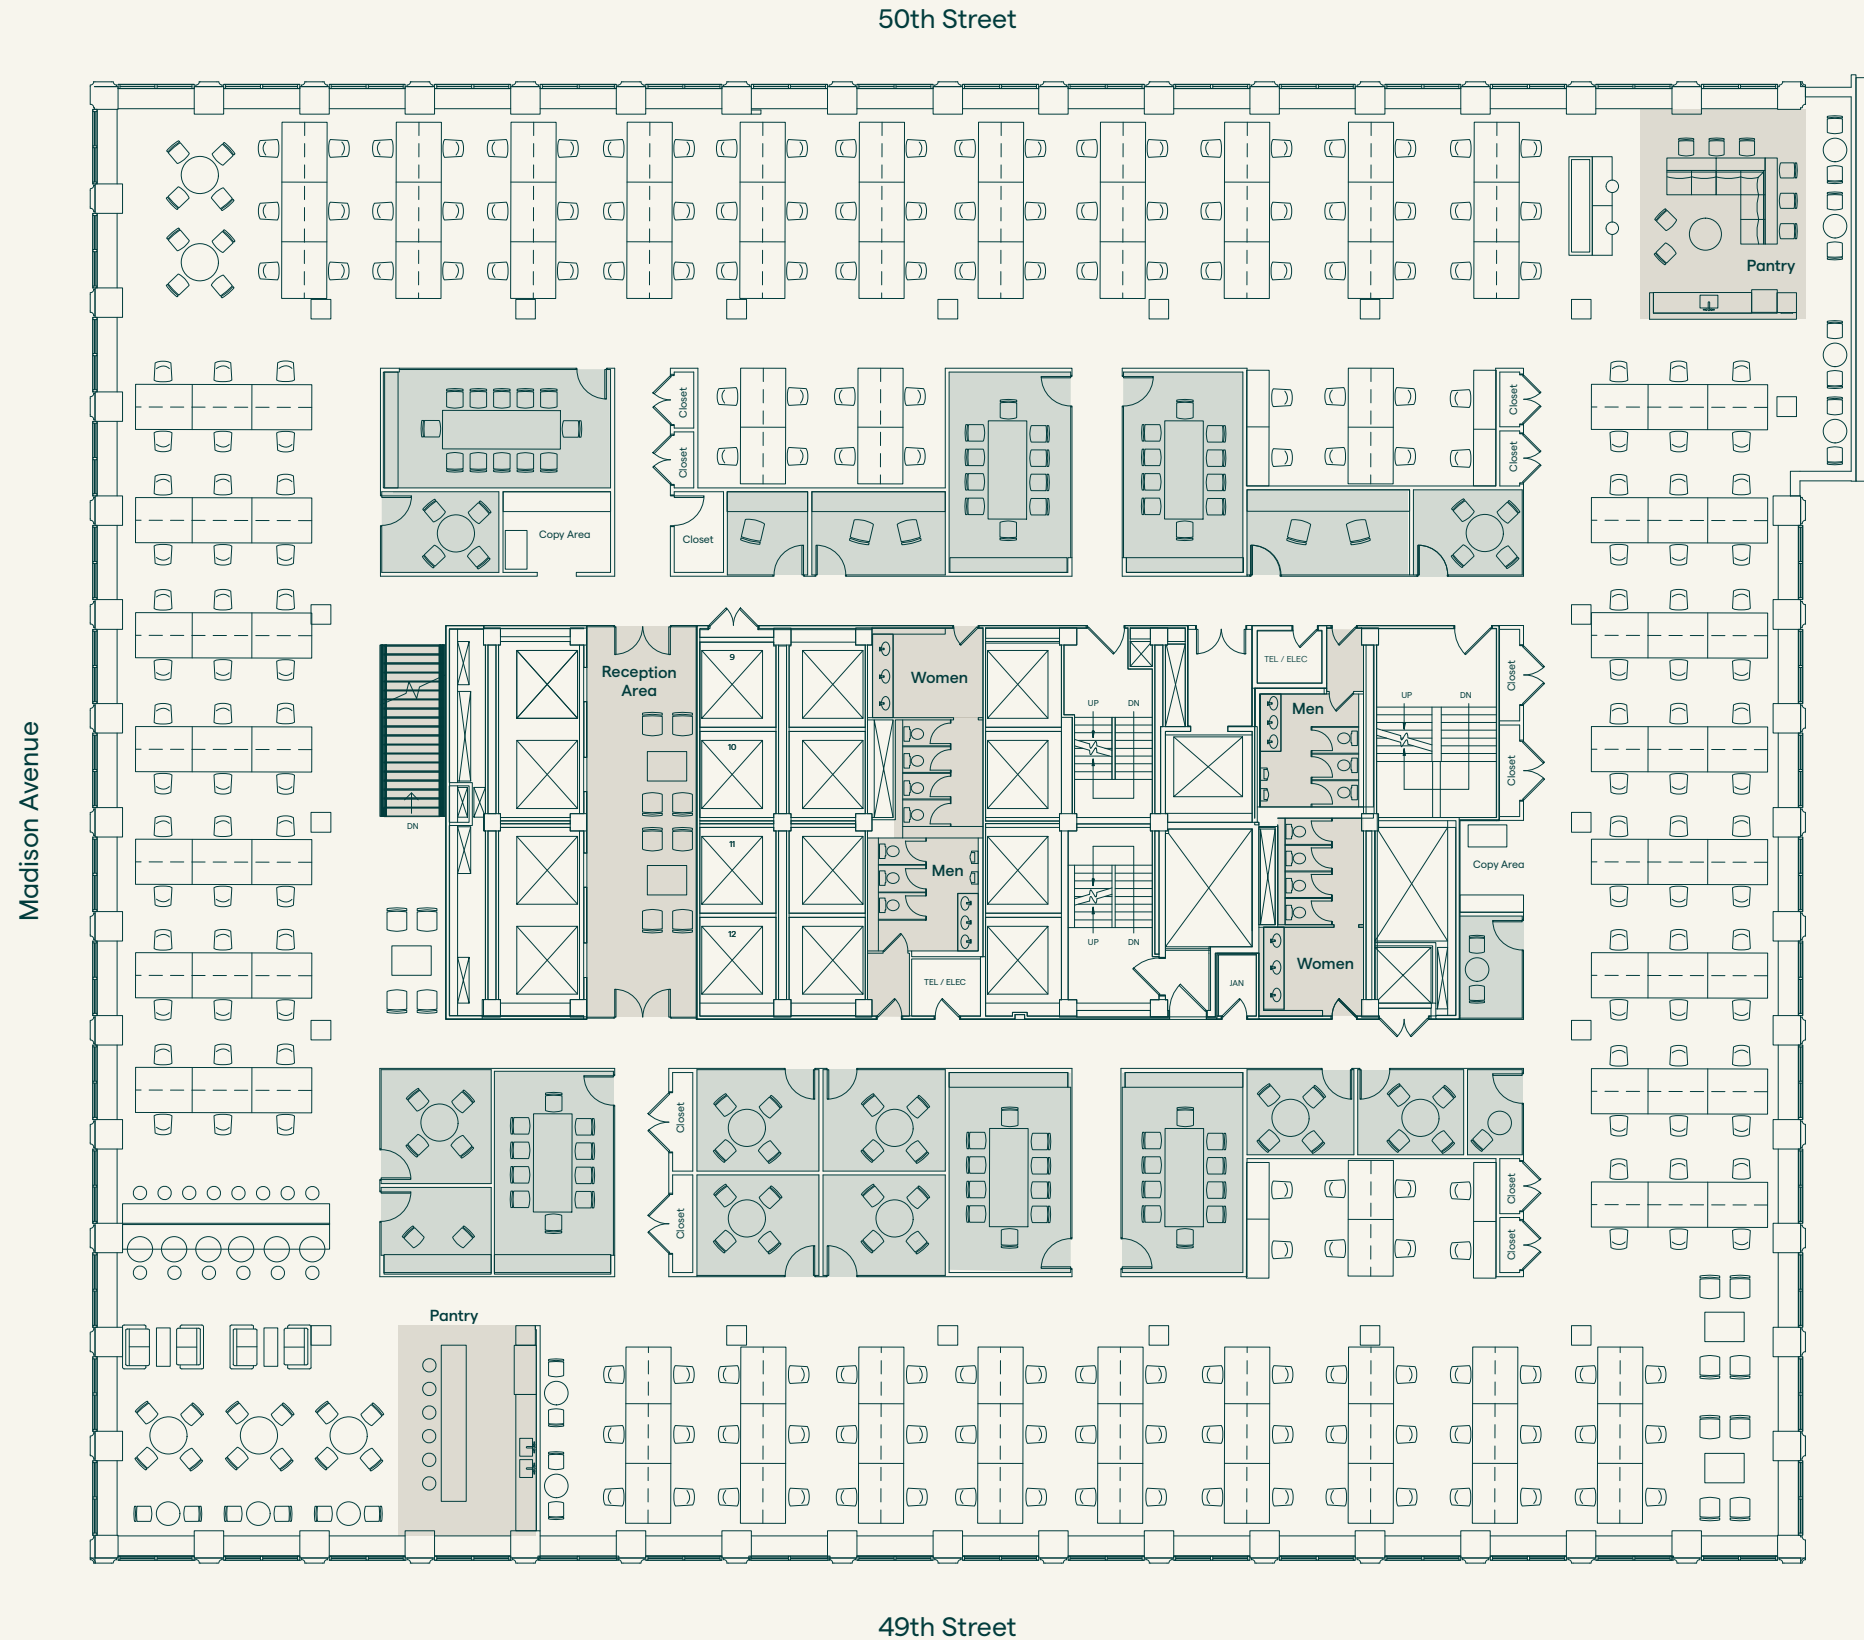 50th Street
Pantry
Closet
Closet
Closet
Closet
Copy Area
Closet
Reception
Area
9
Women
TEL / ELEC
Men
UP
DN
UP
DN
Closet
10
Closet
Madison Avenue
DN
11
Men
Copy Area
12
UP
DN
Women
TEL / ELEC
JAN
Closet
Closet
Closet
Closet
Pantry
49th Street